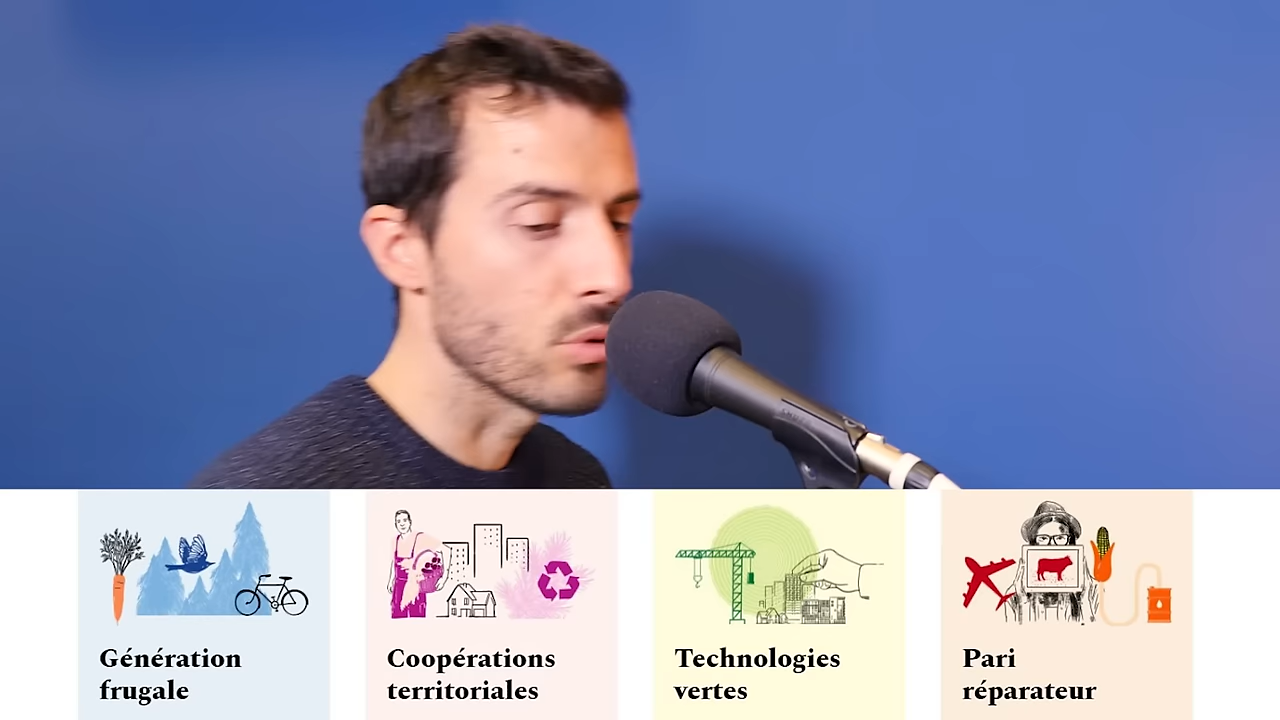 Génération
frugale
Coopérations
territoriales
Technologies
vertes
Pari
réparateur